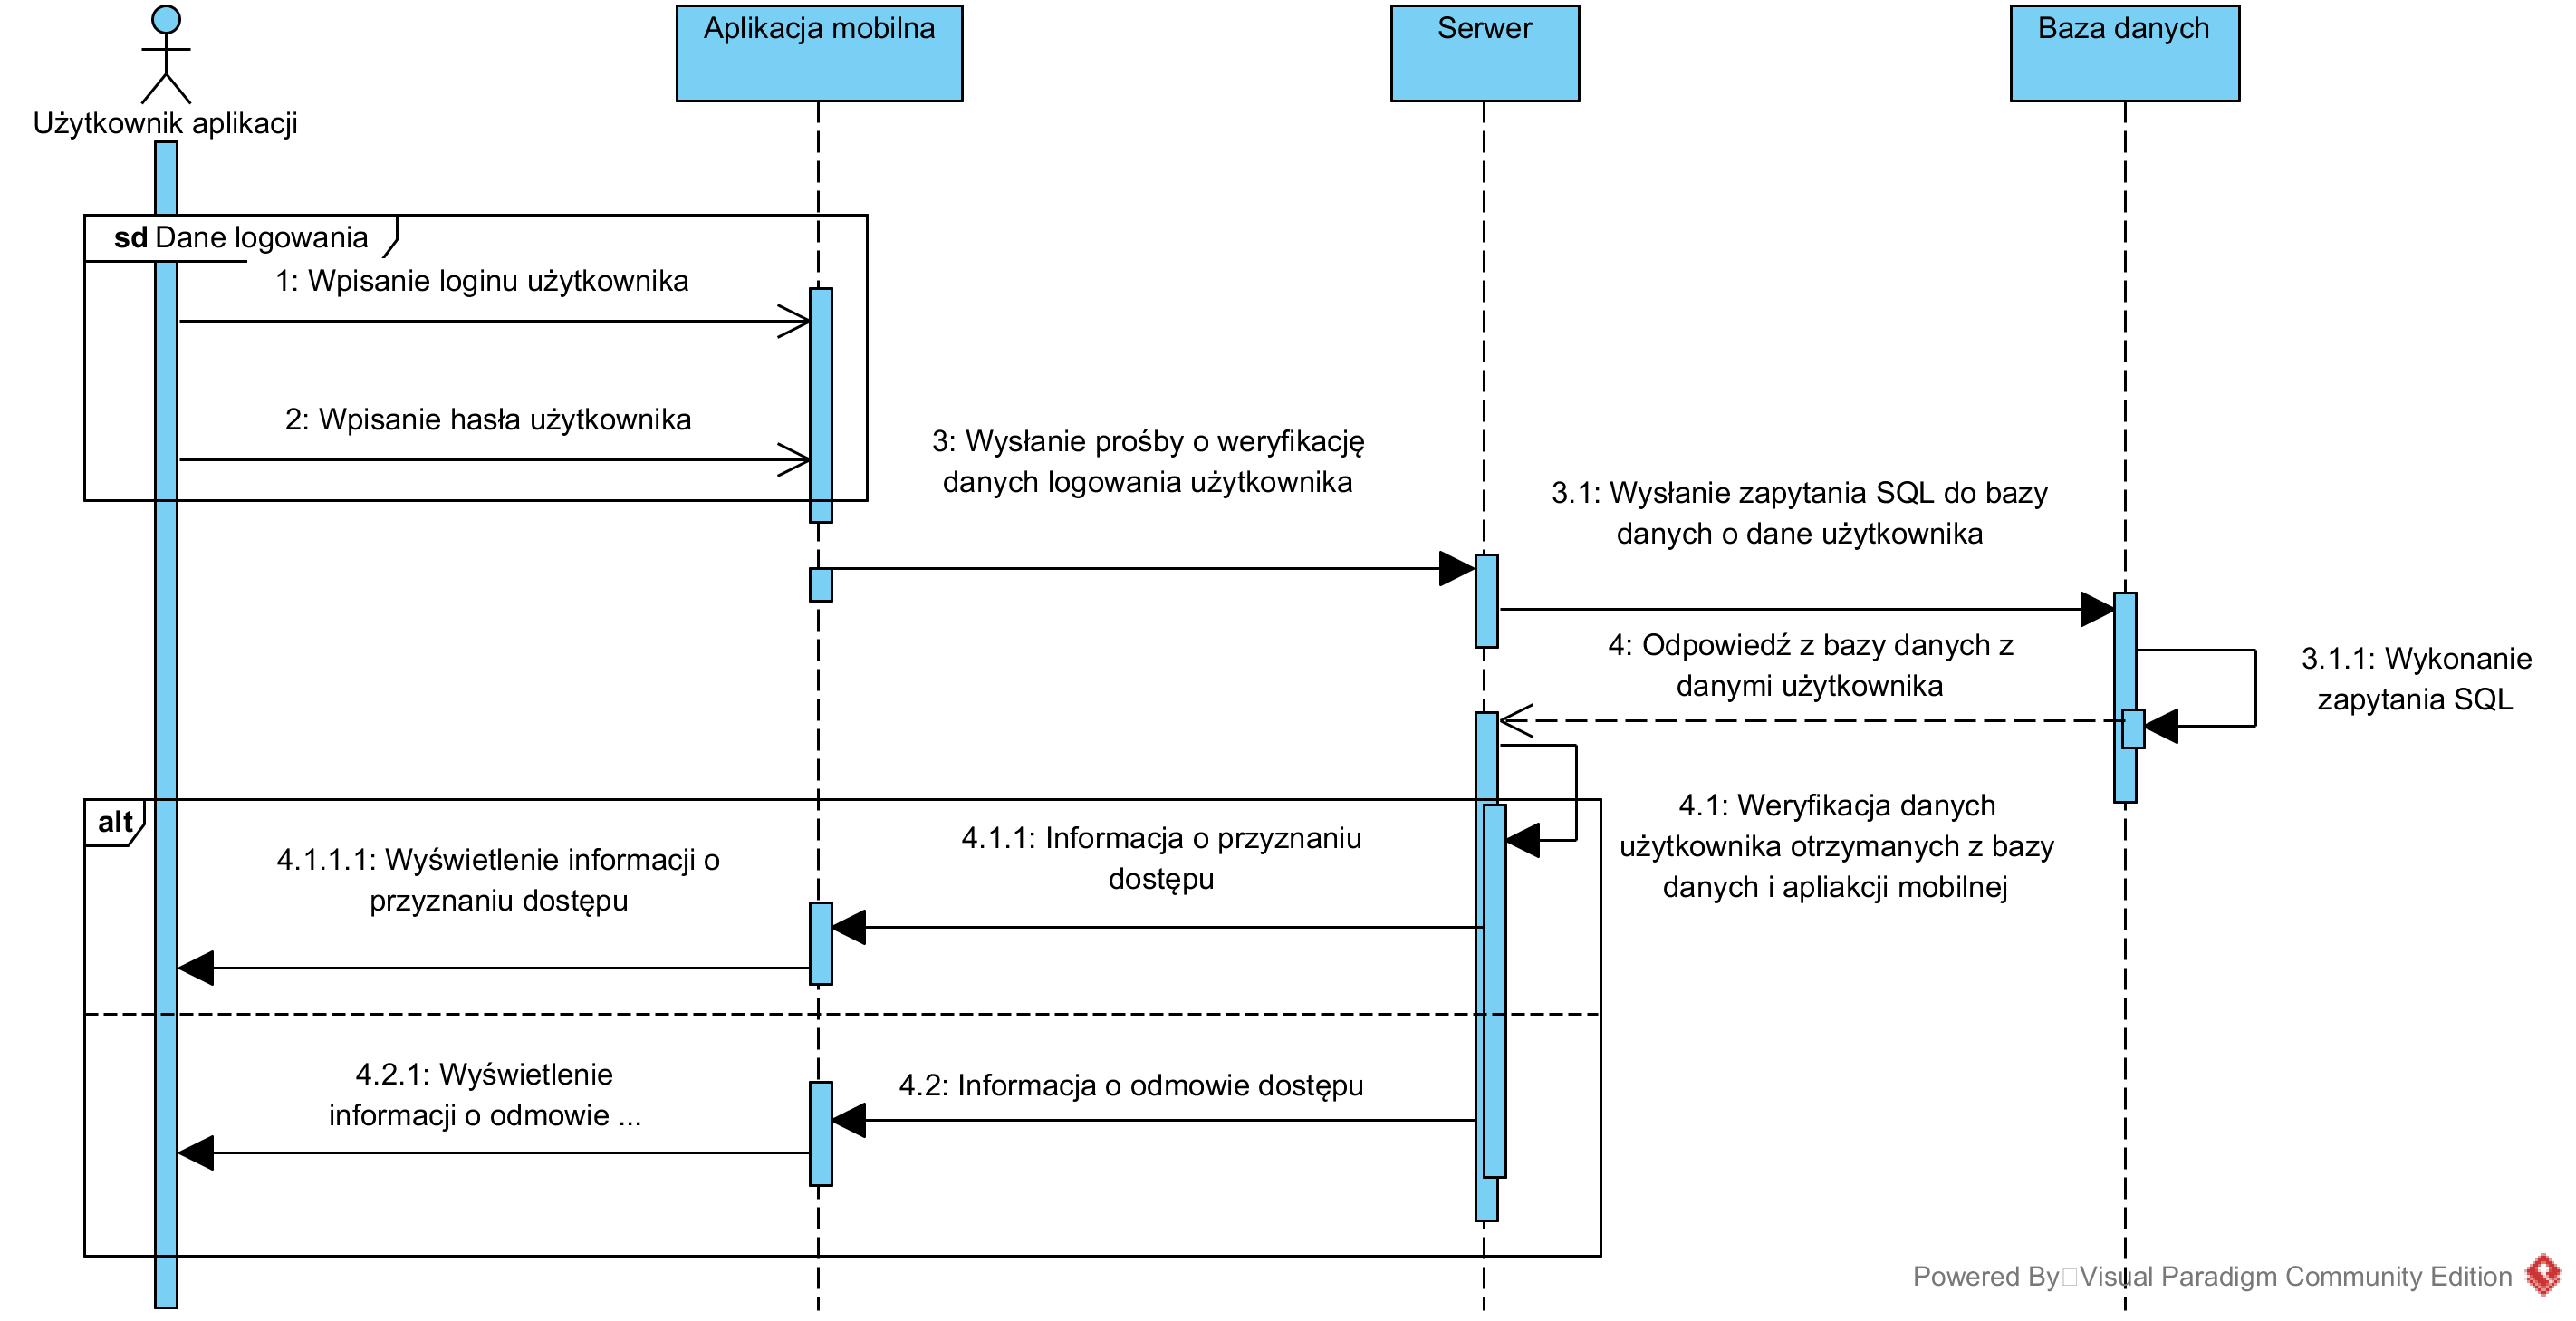 Aplikacja mobilna
Serwer
Baza danych
Użytkownik aplikacji
sd Dane logowania
1: Wpisanie loginu użytkownika
2: Wpisanie hasła użytkownika
3: Wysłanie prośby o weryfikację
danych logowania użytkownika
3.1: Wysłanie zapytania SQL do bazy
danych o dane użytkownika
3.1.1: Wykonanie
zapytania SQL
4: Odpowiedź z bazy danych z
danymi użytkownika
4.1: Weryfikacja danych
użytkownika otrzymanych z bazy
danych i apliakcji mobilnej
alt
4.1.1: Informacja o przyznaniu
dostępu
4.1.1.1: Wyświetlenie informacji o
przyznaniu dostępu
4.2: Informacja o odmowie dostępu
4.2.1: Wyświetlenie
informacji o odmowie ...
Powered By Visual Paradigm Community Edition